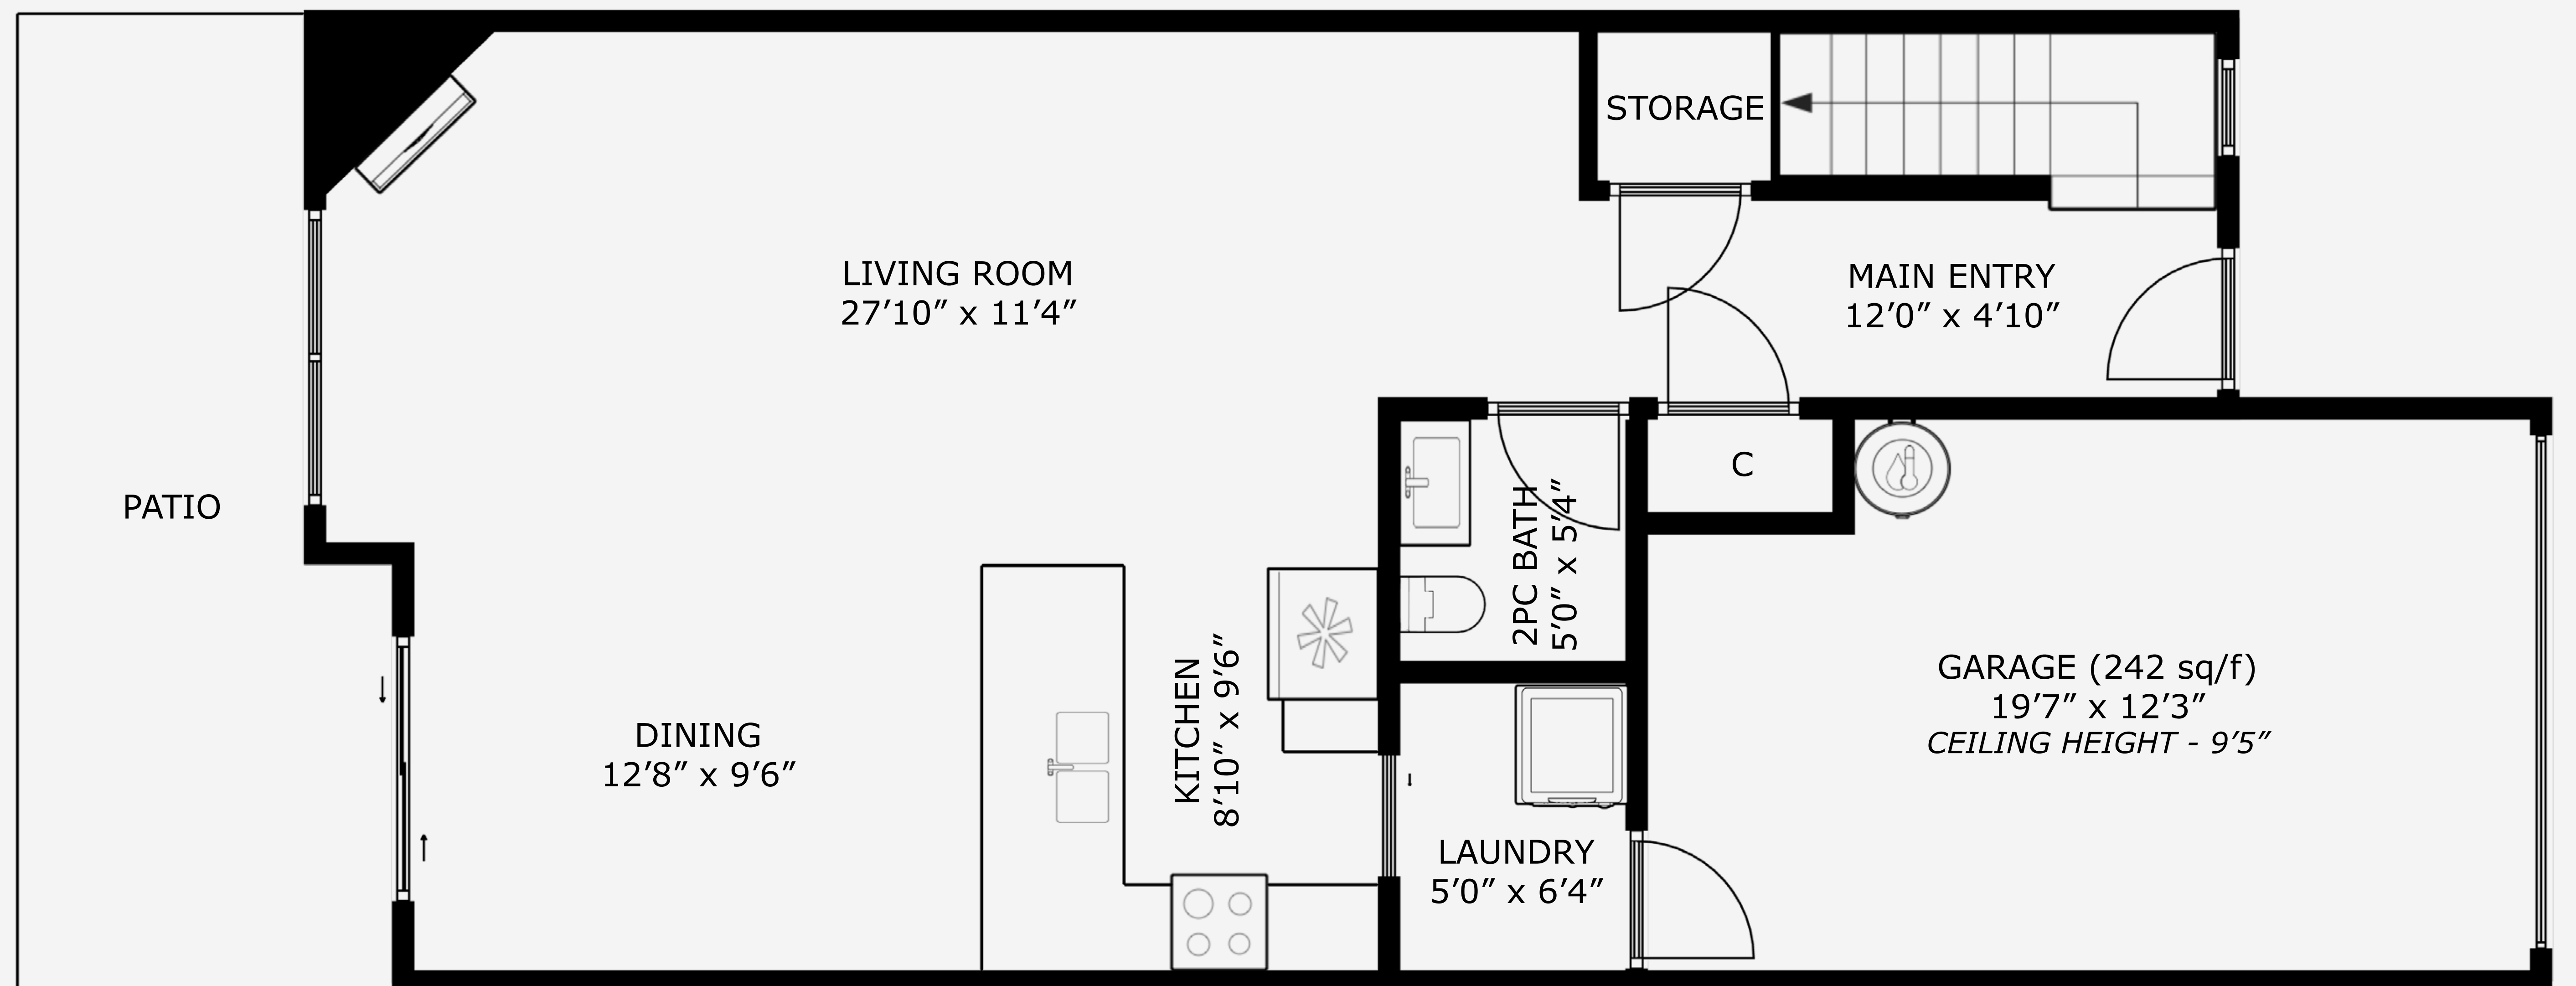 STORAGE
LIVING ROOM
27′10″ x 11′4″
MAIN ENTRY
12′0″ x 4′10″
PATIO
C
2PC BATH
5′0″ x 5′4″
DINING
12′8″ x 9′6″
KITCHEN
8′10″ x 9′6″
GARAGE (242 sq/f)
19′7″ x 12′3″
CEILING HEIGHT - 9′5″
LAUNDRY
5′0″ x 6′4″